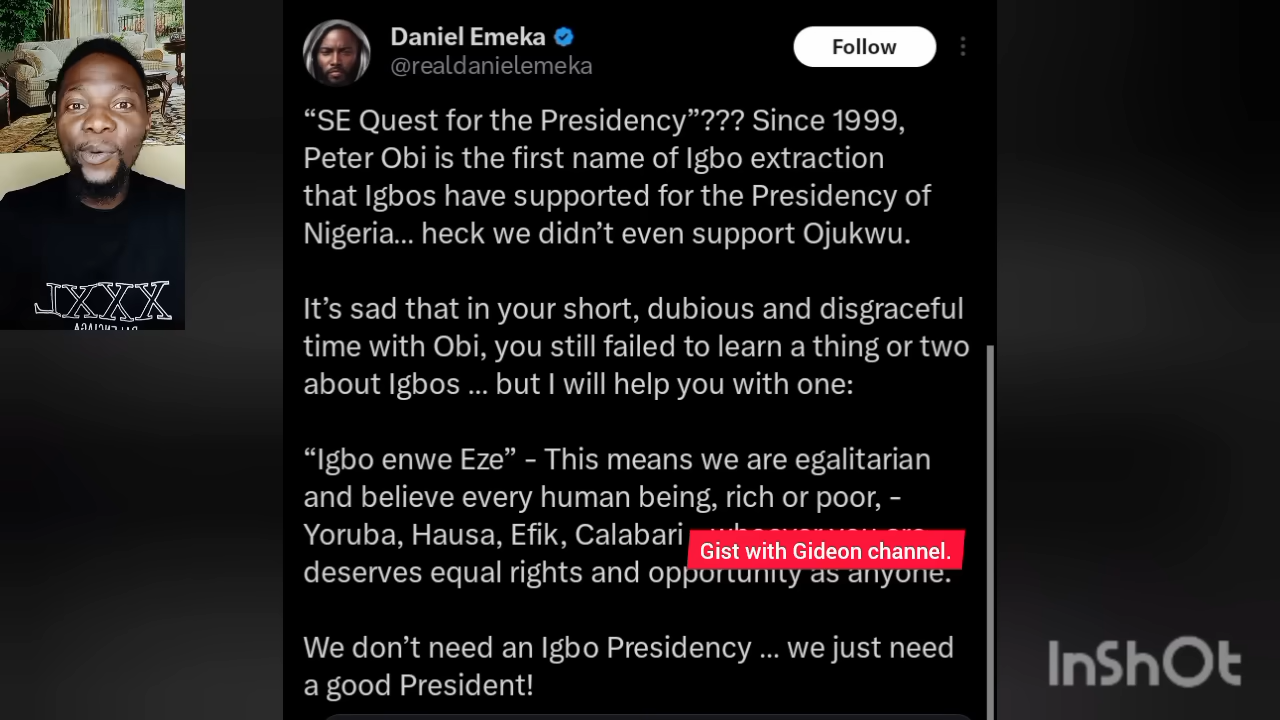 Daniel Emeka
@realdanielemeka
Follow
“SE Quest for the Presidency”??? Since 1999,
Peter Obi is the first name of Igbo extraction
that Igbos have supported for the Presidency of
Nigeria... heck we didn’t even support Ojukwu.
It’s sad that in your short, dubious and disgraceful
time with Obi, you still failed to learn a thing or two
about Igbos ... but I will help you with one:
“Igbo enwe Eze” - This means we are egalitarian
and believe every human being, rich or poor, -
Yoruba, Hausa, Efik, Calabari
Gist with Gideon channel.
deserves equal rights and opportunity as anyone.
We don’t need an Igbo Presidency ... we just need
a good President!
JXXX
InShOt